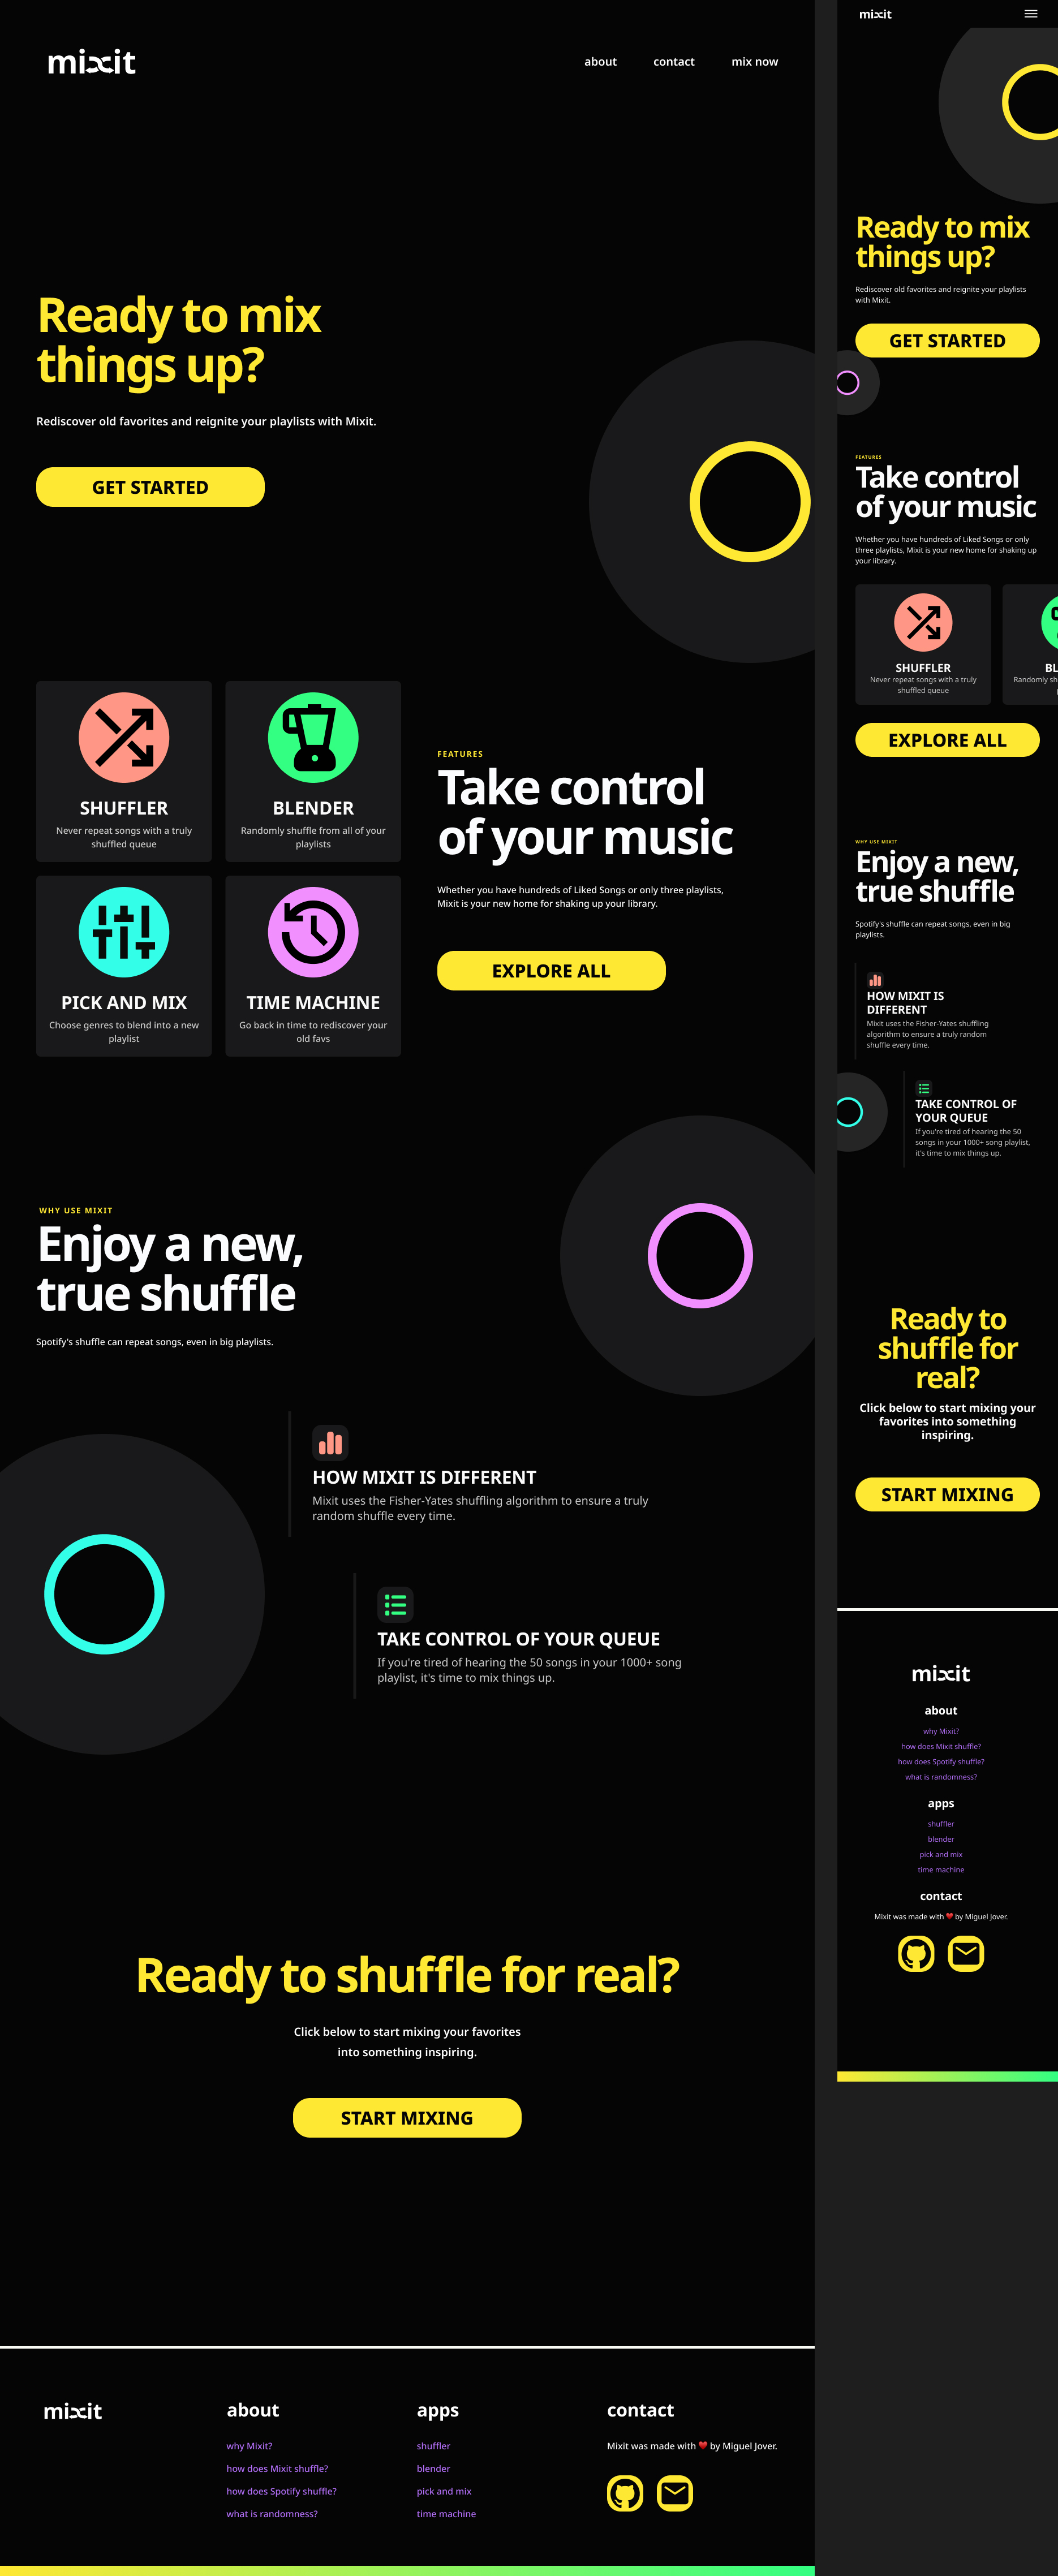 mixit
about
contact
mix now
Ready to mix
things up?
Rediscover old favorites and reignite your playlists with Mixit.
GET STARTED
SHUFFLER
Never repeat songs with a truly
shuffled queue
BLENDER
Randomly shuffle from all of your
playlists
PICK AND MIX
Choose genres to blend into a new
playlist
TIME MACHINE
Go back in time to rediscover your
old favs
FEATURES
Take control
of your music
Whether you have hundreds of Liked Songs or only three playlists,
Mixit is your new home for shaking up your library.
EXPLORE ALL
WHY USE MIXIT
Enjoy a new,
true shuffle
Spotify's shuffle can repeat songs, even in big playlists.
HOW MIXIT IS DIFFERENT
Mixit uses the Fisher-Yates shuffling algorithm to ensure a truly
random shuffle every time.
TAKE CONTROL OF YOUR QUEUE
If you're tired of hearing the 50 songs in your 1000+ song
playlist, it's time to mix things up.
Ready to shuffle for real?
Click below to start mixing your favorites
into something inspiring.
START MIXING
mixit
about
why Mixit?
how does Mixit shuffle?
how does Spotify shuffle?
what is randomness?
apps
shuffler
blender
pick and mix
time machine
contact
Mixit was made with ❤️ by Miguel Jover.
mixit
Ready to mix
things up?
Rediscover old favorites and reignite your playlists
with Mixit.
GET STARTED
FEATURES
Take control
of your music
Whether you have hundreds of Liked Songs or only
three playlists, Mixit is your new home for shaking up
your library.
SHUFFLER
Never repeat songs with a truly
shuffled queue
BL
Randomly sh
EXPLORE ALL
WHY USE MIXIT
Enjoy a new,
true shuffle
Spotify's shuffle can repeat songs, even in big
playlists.
HOW MIXIT IS
DIFFERENT
Mixit uses the Fisher-Yates shuffling
algorithm to ensure a truly random
shuffle every time.
TAKE CONTROL OF
YOUR QUEUE
If you're tired of hearing the 50
songs in your 1000+ song playlist,
it's time to mix things up.
Ready to
shuffle for
real?
Click below to start mixing your
favorites into something
inspiring.
START MIXING
mixit
about
why Mixit?
how does Mixit shuffle?
how does Spotify shuffle?
what is randomness?
apps
shuffler
blender
pick and mix
time machine
contact
Mixit was made with ❤️ by Miguel Jover.